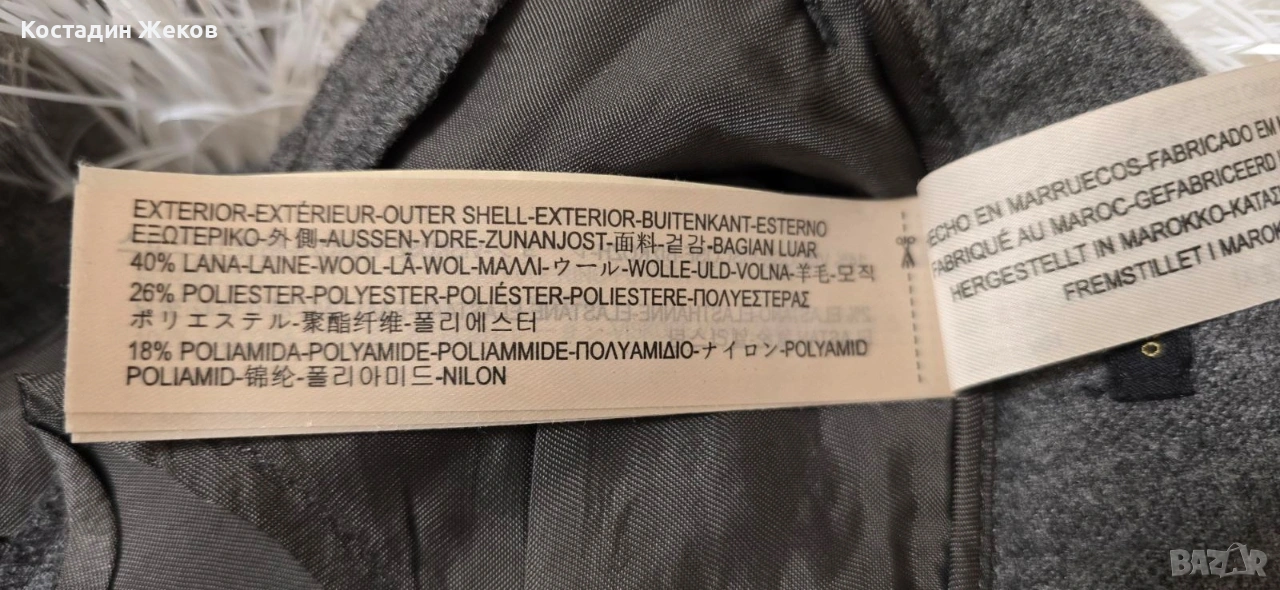 Костадин Жеков
EXTERIOR-EXTÉRIEUR-OUTER SHELL-EXTERIOR-BUITENKANT-ESTERNO
ΕΞΩΤΕΡΙΚΟ-外側-AUSSEN-YDRE-ZUNANJOST-面料-겉감-BAGIAN LUAR
40% LANA-LAINE-WOOL-LÃ-WOL-ΜΑΛΛΙ-ウール-WOLLE-ULD-VOLNA-羊毛-모직
26% POLIESTER-POLYESTER-POLIÉSTER-POLIESTERE-ΠΟΛΥΕΣΤΕΡΑΣ
ポリエステル-聚酯纤维-폴리에스터
18% POLIAMIDA-POLYAMIDE-POLIAMMIDE-ΠΟΛΥΑΜΙΔΙΟ-ナイロン-POLYAMID
POLIAMID-锦纶-폴리아미드-NILON
HECHO EN MARRUECOS-FABRICADO EM
FABRIQUÉ AU MAROC-GEFABRICEERD
HERGESTELLT IN MAROKKO-ΚΑΤΑΣ
FREMSTILLET I MAROK
BAZAR